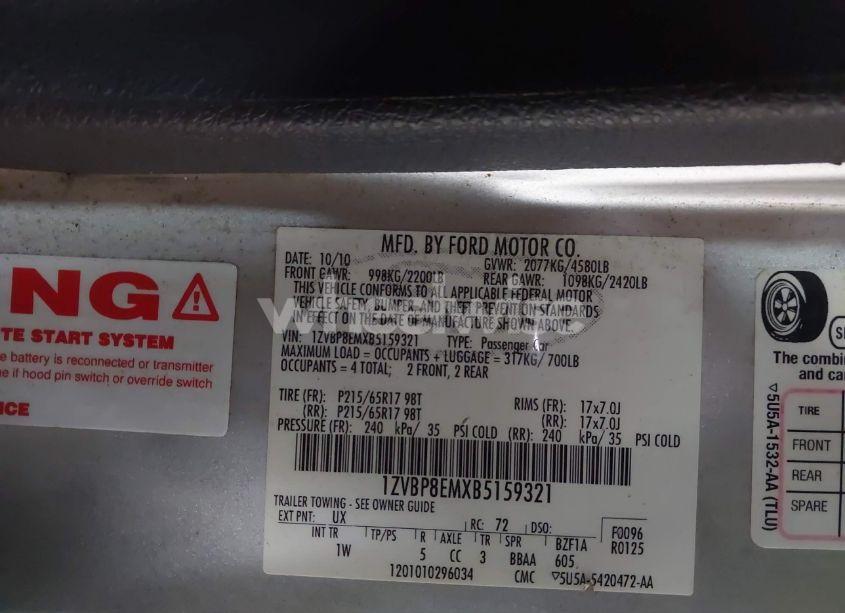 NG
TE START SYSTEM
e battery is reconnected or transmitter
e if hood pin switch or override switch
ICE
MFD. BY FORD MOTOR CO.
DATE: 10/10 GVWR: 2077KG/4580LB
FRONT GAWR: 998KG/2200LB REAR GAWR: 1098KG/2420LB
THIS VEHICLE CONFORMS TO ALL APPLICABLE FEDERAL MOTOR
VEHICLE SAFETY, BUMPER, AND THEFT PREVENTION STANDARDS
IN EFFECT ON THE DATE OF MANUFACTURE SHOWN ABOVE.
VIN: 1ZVBP8EMXB5159321 TYPE: Passenger Car
MAXIMUM LOAD = OCCUPANTS + LUGGAGE = 317KG/700LB
OCCUPANTS = 4 TOTAL; 2 FRONT, 2 REAR
TIRE (FR): P215/65R17 98T RIMS (FR): 17x7.0J
(RR): P215/65R17 98T (RR): 17x7.0J
PRESSURE (FR): 240 kPa/ 35 PSI COLD (RR): 240 kPa/ 35 PSI COLD
1ZVBP8EMXB5159321
TRAILER TOWING - SEE OWNER GUIDE
EXT PNT: UX RC: 72 DSO: F0096
R0125
INT TR TP/PS R AXLE TR SPR BZF1A
1W 5 CC 3 BBAA 605
1201010296034 CMC 5U5A-5420472-AA
The combin
and car
TIRE
FRONT
REAR
SPARE
5U5A-1532-AA (TLU)